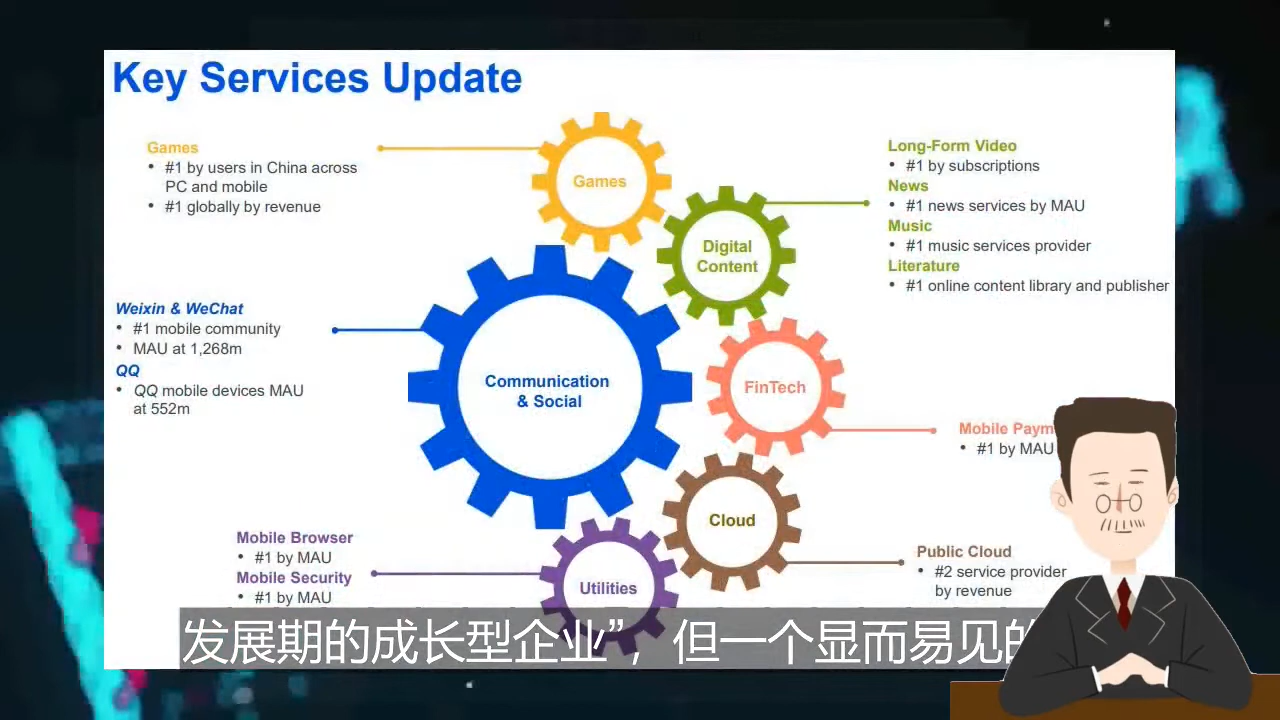 Key Services Update
Games
• #1 by users in China across
PC and mobile
• #1 globally by revenue
Weixin & WeChat
• #1 mobile community
• MAU at 1,268m
QQ
• QQ mobile devices MAU
at 552m
Mobile Browser
• #1 by MAU
Mobile Security
• #1 by MAU
Games
Digital
Content
Communication
& Social
FinTech
Cloud
Utilities
Long-Form Video
• #1 by subscriptions
News
• #1 news services by MAU
Music
• #1 music services provider
Literature
• #1 online content library and publisher
Mobile Paym
• #1 by MAU
Public Cloud
• #2 service provider
by revenue
发展期的成长型企业”，但一个显而易见的